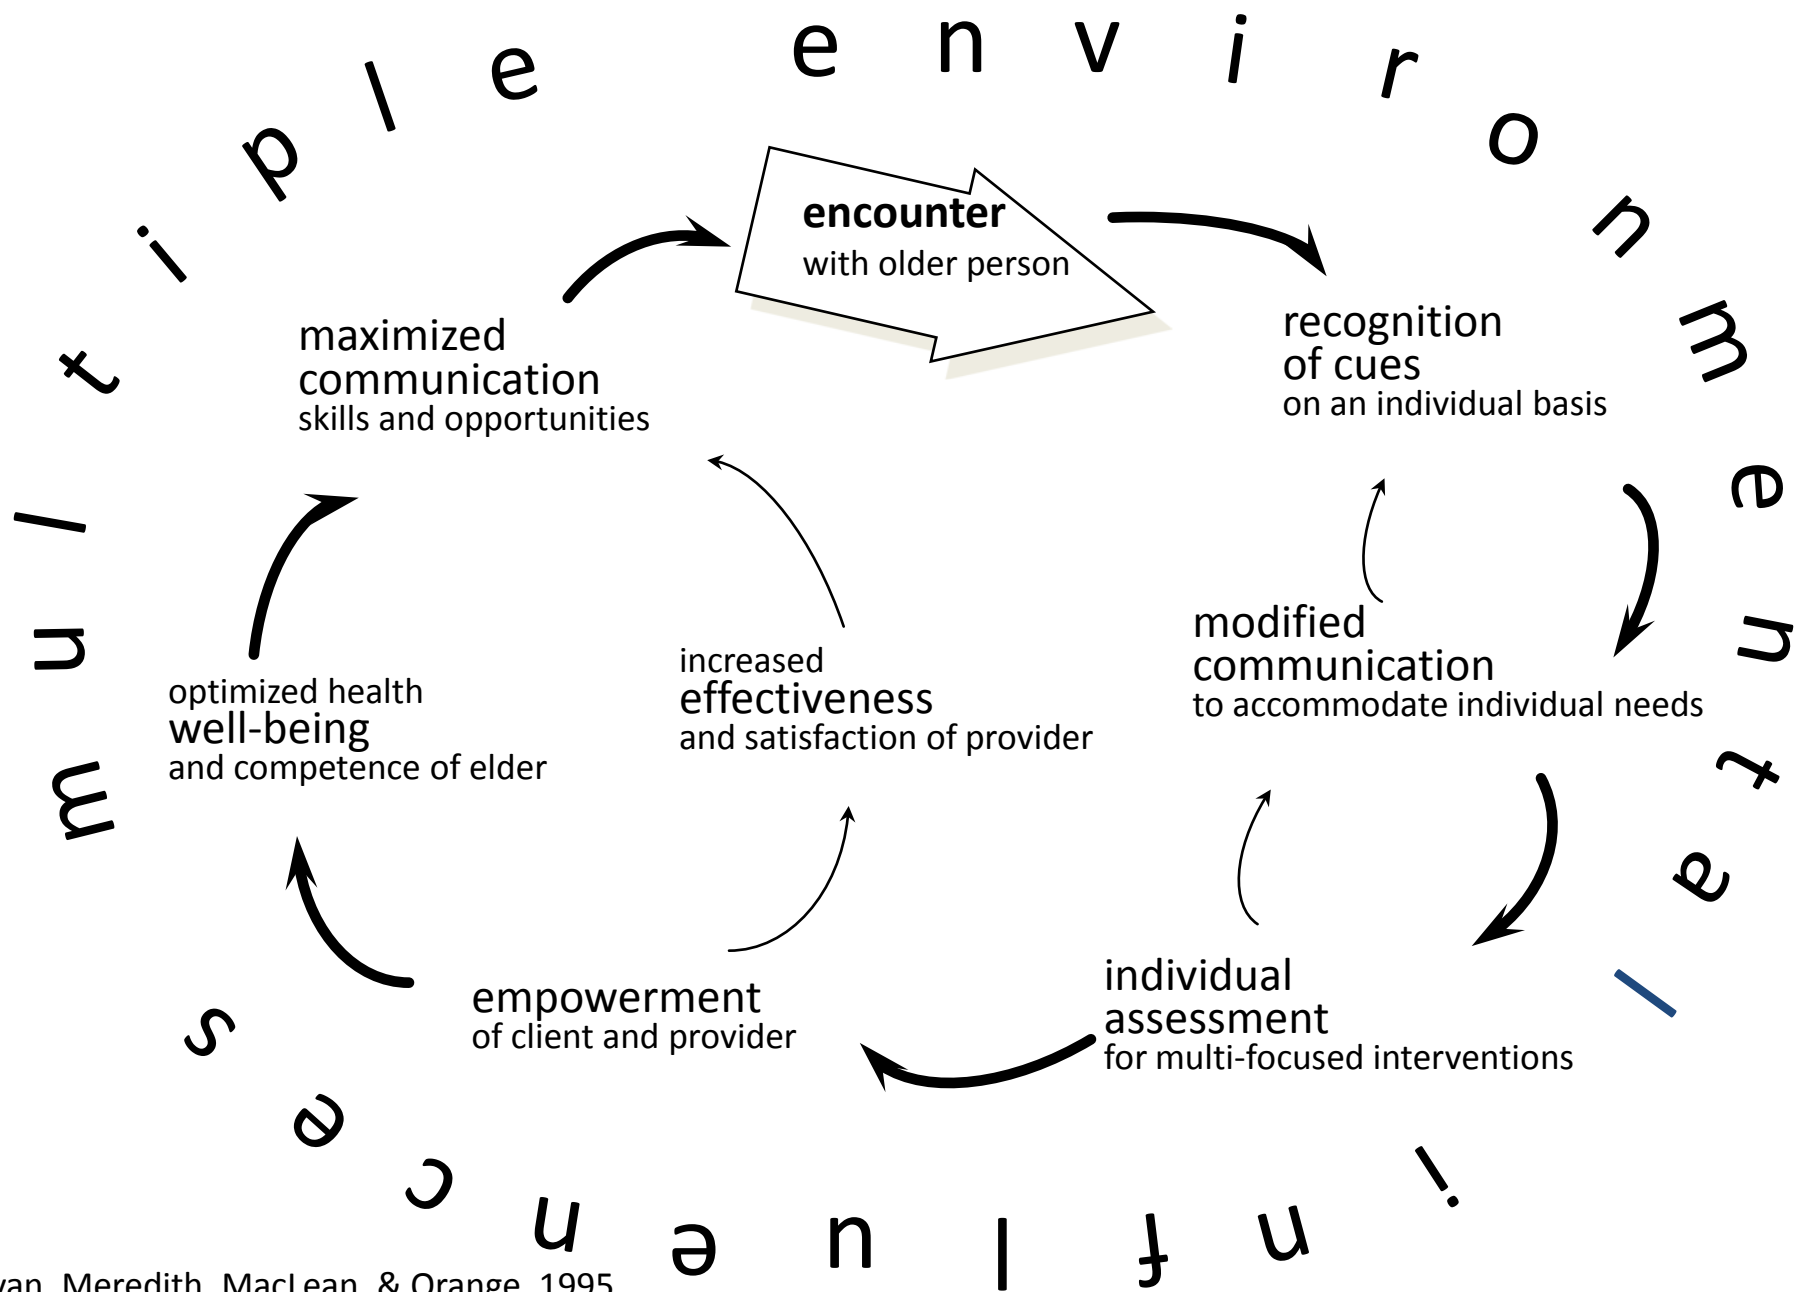 multiple environmental influences
encounter
with older person
recognition
of cues
on an individual basis
modified
communication
to accommodate individual needs
individual
assessment
for multi-focused interventions
empowerment
of client and provider
increased
effectiveness
and satisfaction of provider
optimized health
well-being
and competence of elder
maximized
communication
skills and opportunities
Meredith, MacLean, & Orange, 1995